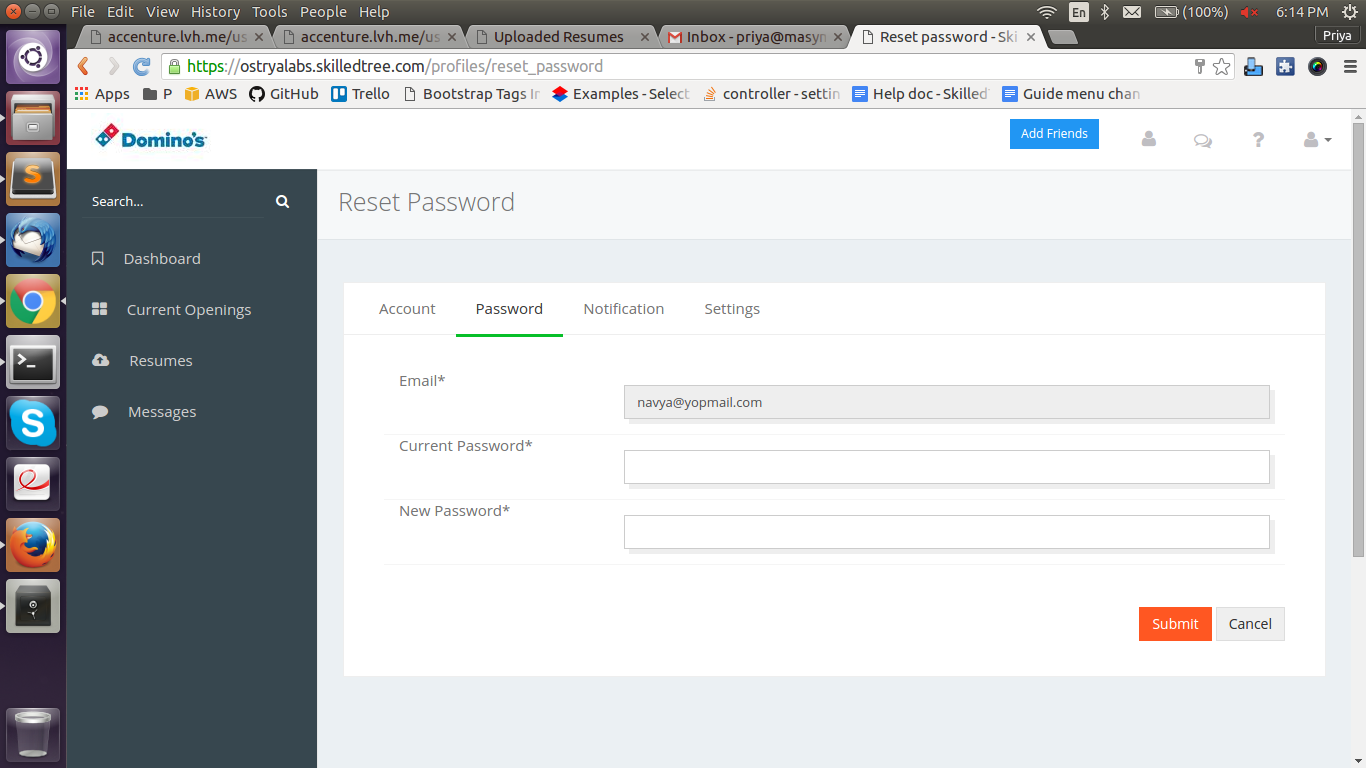 File Edit View History Tools People Help
En (100%) 6:14 PM
accenture.lvh.me/us accenture.lvh.me/us Uploaded Resumes Inbox - priya@masyn Reset password - Ski Priya
https://ostryalabs.skilledtree.com/profiles/reset_password
Apps P AWS GitHub Trello Bootstrap Tags In Examples - Select controller - settin Help doc - Skilled Guide menu chan
Domino's
Add Friends
?
Search...
Reset Password
Dashboard
Current Openings
Resumes
Messages
Account Password Notification Settings
Email*
navya@yopmail.com
Current Password*
New Password*
Submit Cancel